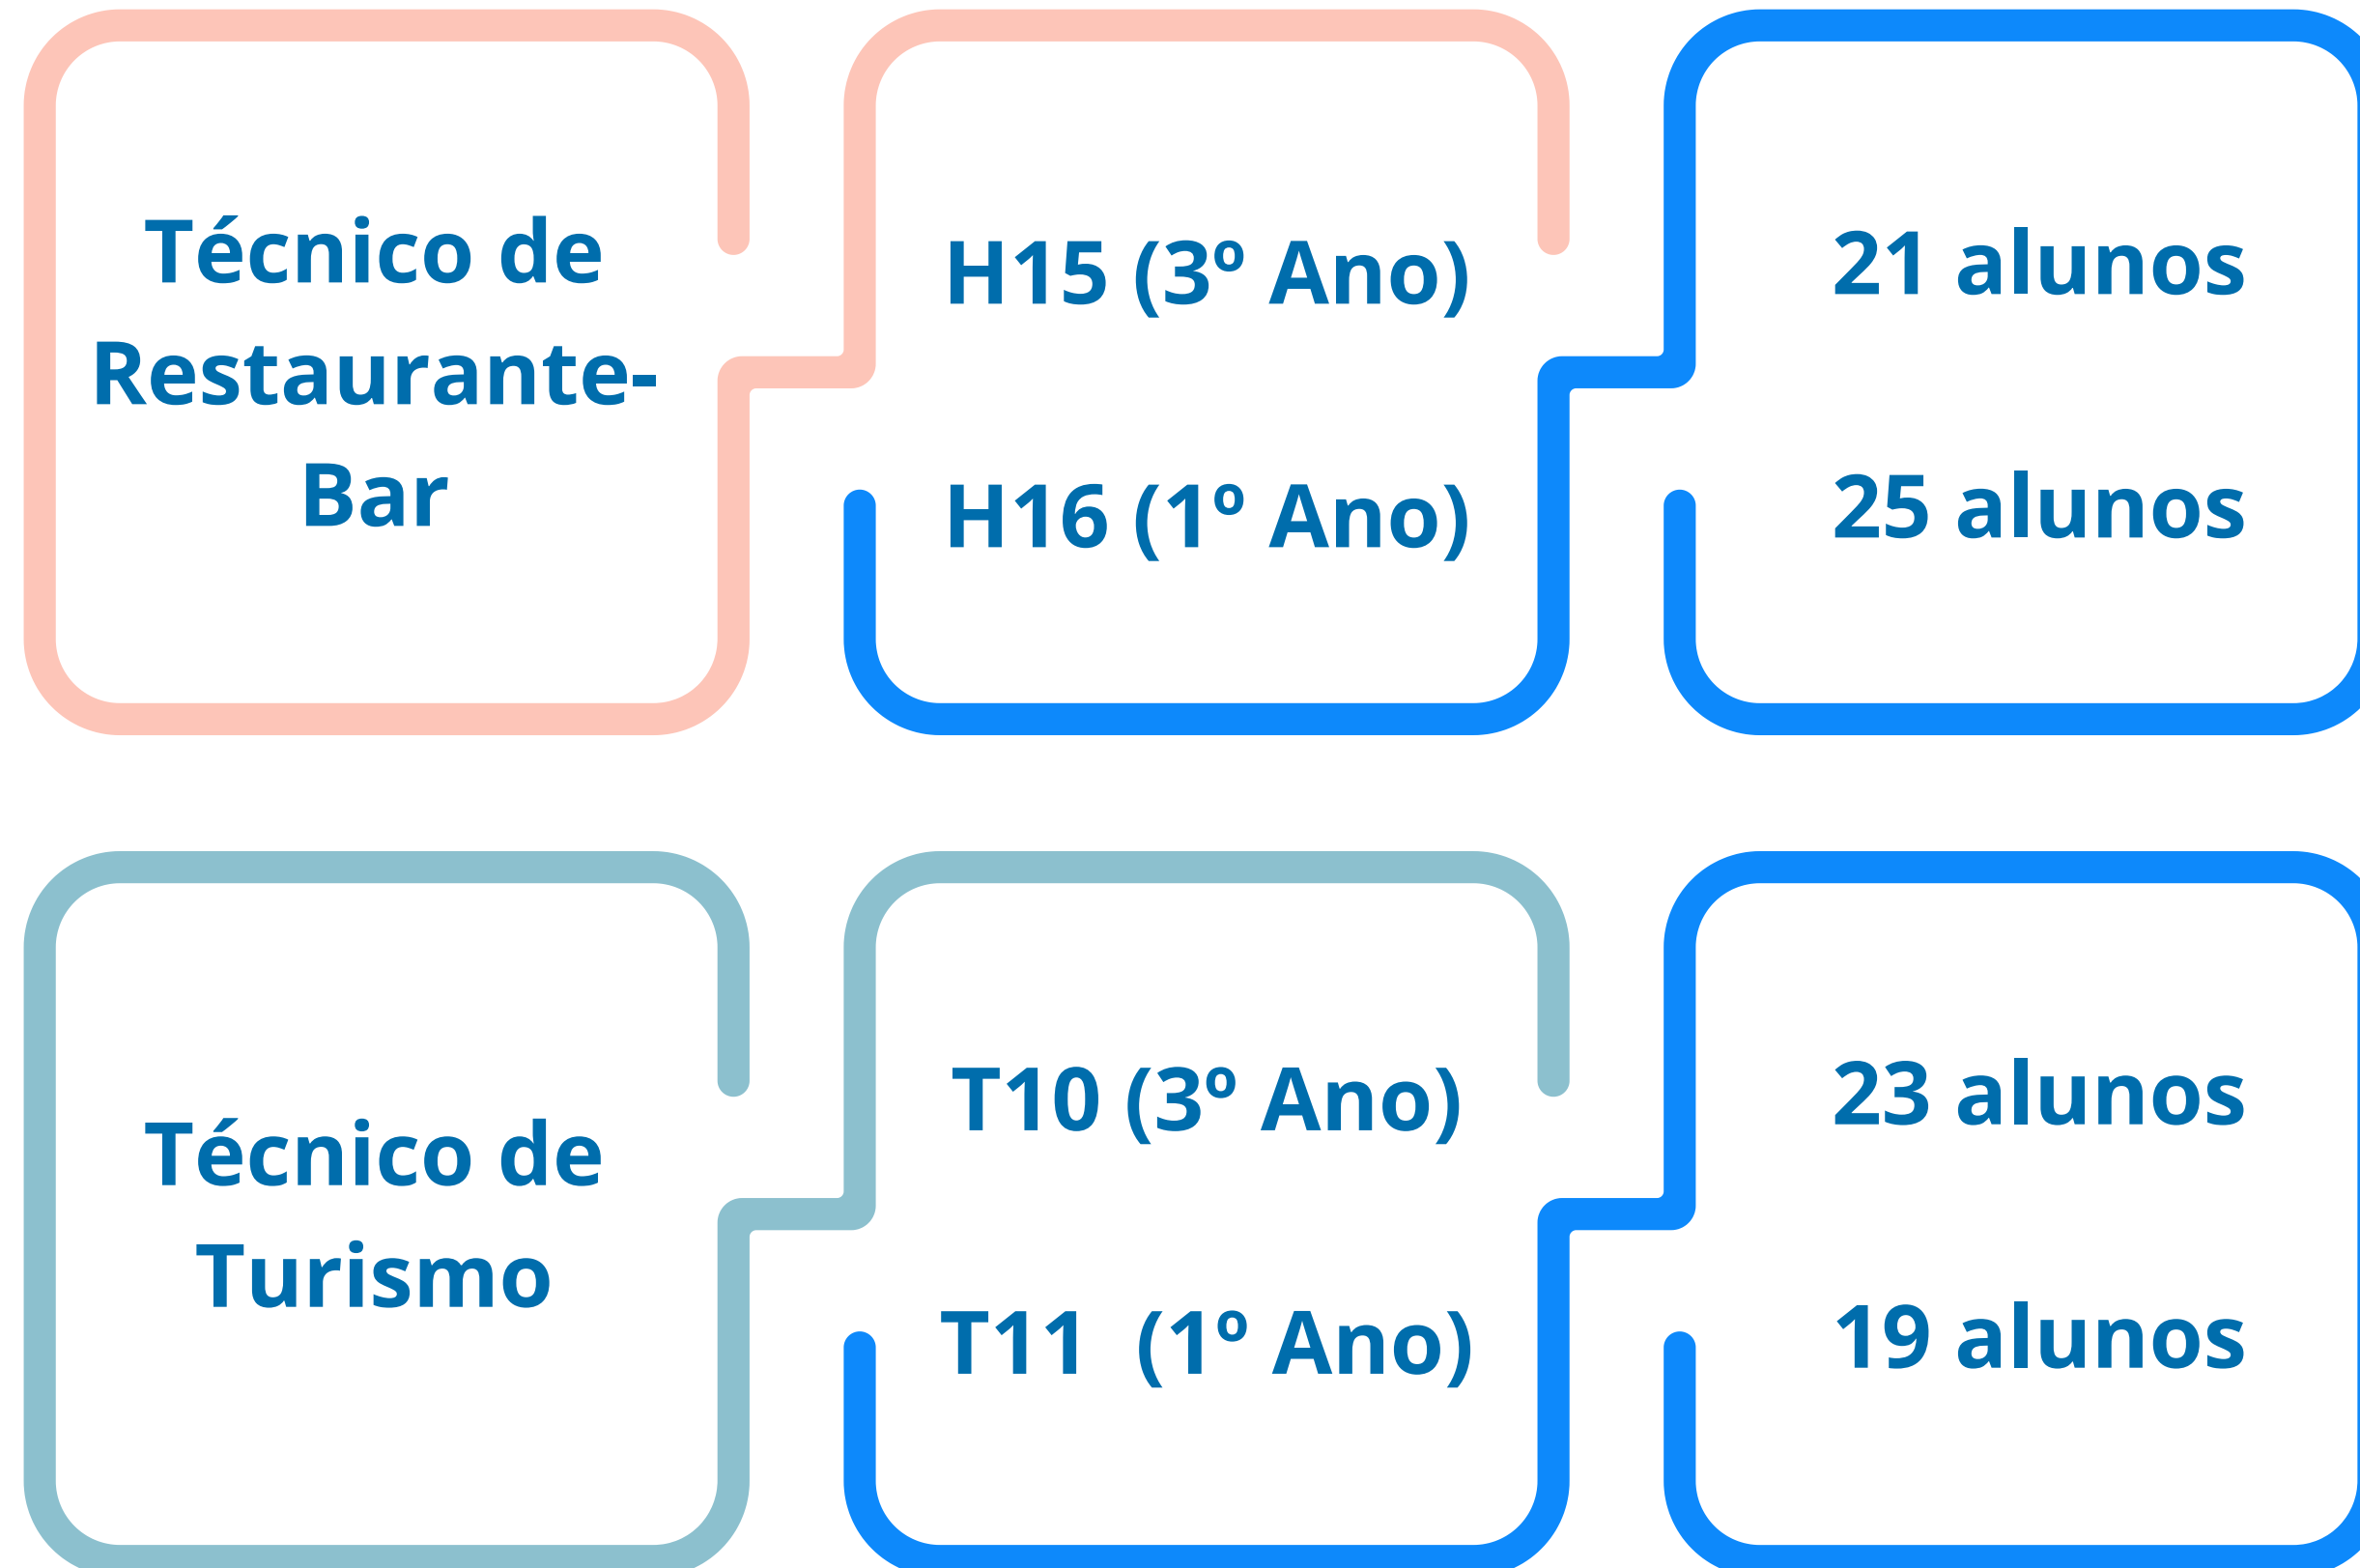 Técnico de
Restaurante-
Bar
H15 (3º Ano)
H16 (1º Ano)
21 alunos
25 alunos
Técnico de
Turismo
T10 (3º Ano)
T11  (1º Ano)
23 alunos
19 alunos